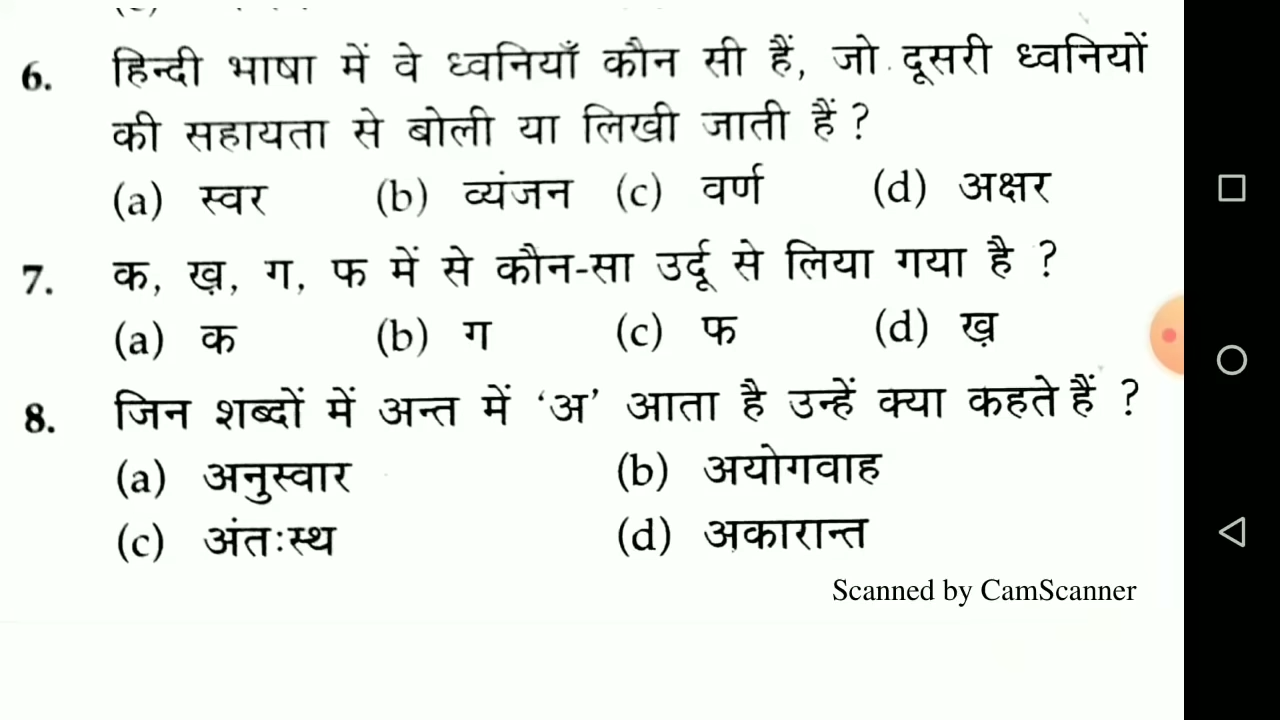 6. हिन्दी भाषा में वे ध्वनियाँ कौन सी हैं, जो दूसरी ध्वनियों
की सहायता से बोली या लिखी जाती हैं ?
(a) स्वर (b) व्यंजन (c) वर्ण (d) अक्षर
7. क, ख़, ग, फ में से कौन-सा उर्दू से लिया गया है ?
(a) क (b) ग (c) फ (d) ख़
8. जिन शब्दों में अन्त में ‘अ’ आता है उन्हें क्या कहते हैं ?
(a) अनुस्वार (b) अयोगवाह
(c) अंतःस्थ (d) अकारान्त
Scanned by CamScanner